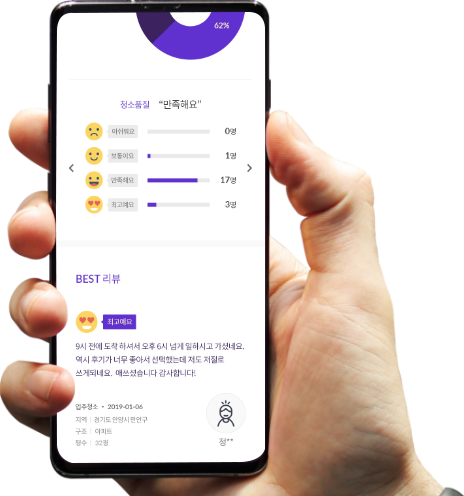 62%
청소품질 "만족해요"
아쉬워요 0명
보통이요 1명
만족해요 17명
최고예요 3명
BEST 리뷰
최고예요
9시 전에 도착하셔서 오후 6시 넘게 일하시고 가셨네요.
역시 후기가 너무 좋아서 선택했는데 저도 저절로
쓰게되네요. 애쓰셨습니다 감사합니다!
입주청소 • 2019-01-06
지역 | 경기도 안양시 만안구
구조 | 아파트
평수 | 32평
정**